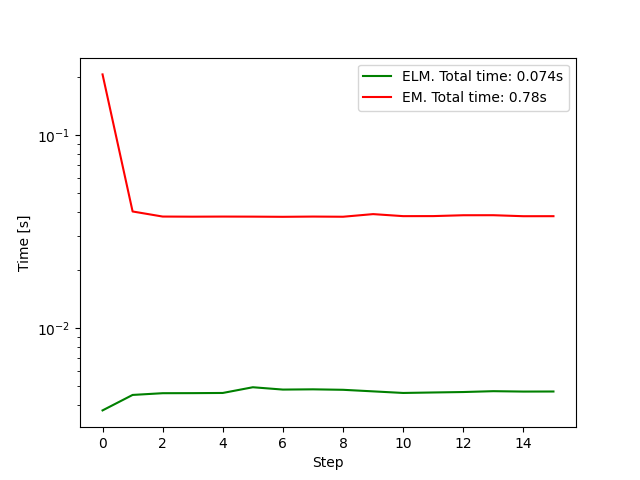 ELM. Total time: 0.074s
EM. Total time: 0.78s
10⁻¹
10⁻²
Time [s]
0 2 4 6 8 10 12 14
Step